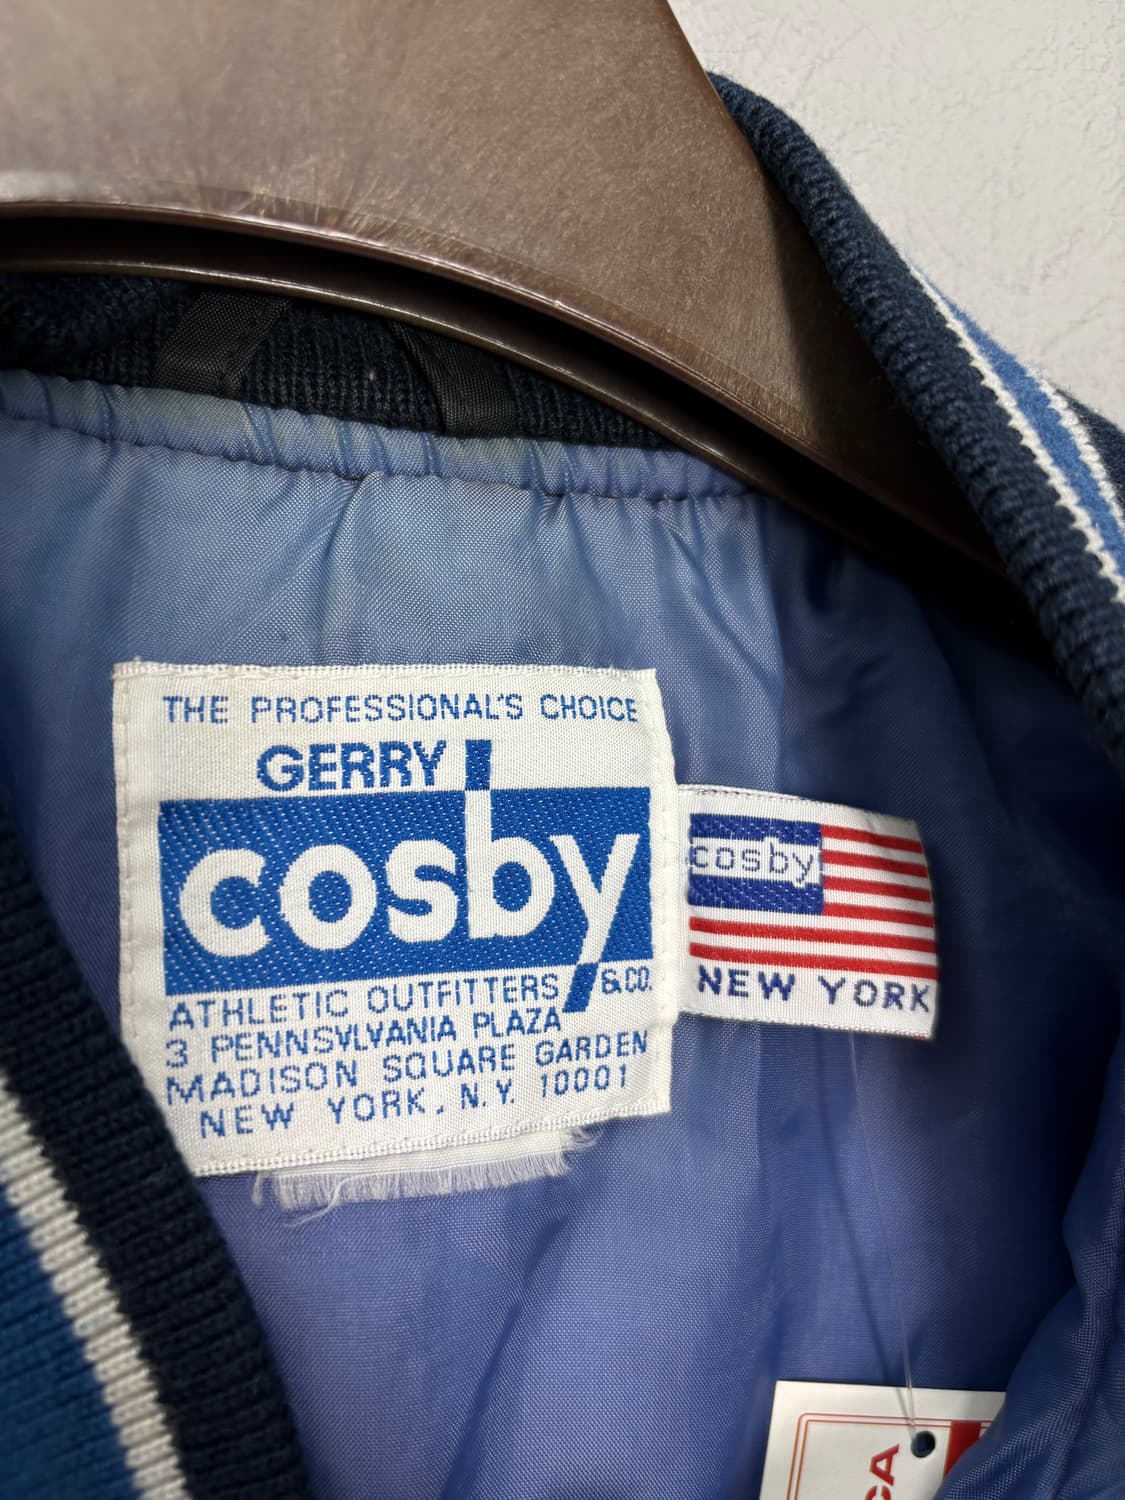 THE PROFESSIONAL'S CHOICE
GERRY
cosby
ATHLETIC OUTFITTERS & CO.
3 PENNSYLVANIA PLAZA
MADISON SQUARE GARDEN
NEW YORK, N.Y. 10001
cosby
NEW YORK